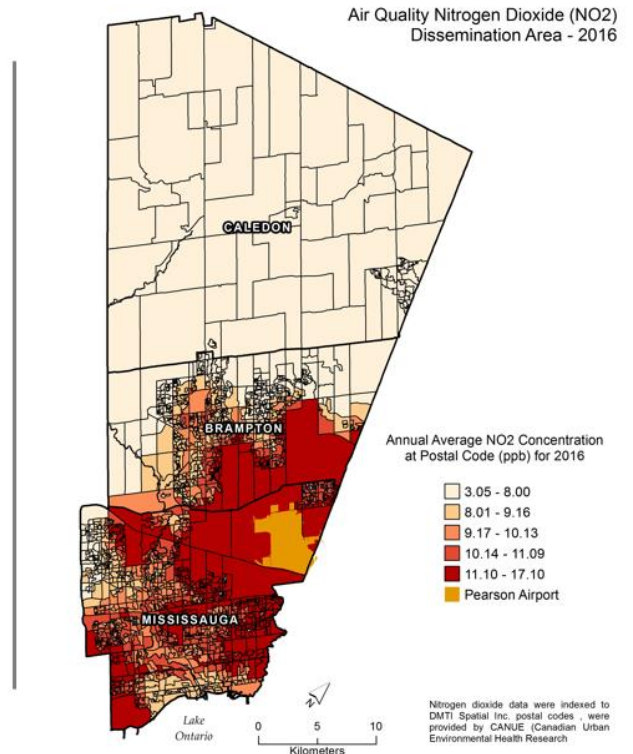 Air Quality Nitrogen Dioxide (NO2)
Dissemination Area - 2016
CALEDON
BRAMPTON
MISSISSAUGA
Annual Average NO2 Concentration
at Postal Code (ppb) for 2016
3.05 - 8.00
8.01 - 9.16
9.17 - 10.13
10.14 - 11.09
11.10 - 17.10
Pearson Airport
Lake
Ontario
0 5 10
Kilometers
Nitrogen dioxide data were indexed to
DMTI Spatial Inc. postal codes , were
provided by CANUE (Canadian Urban
Environmental Health Research